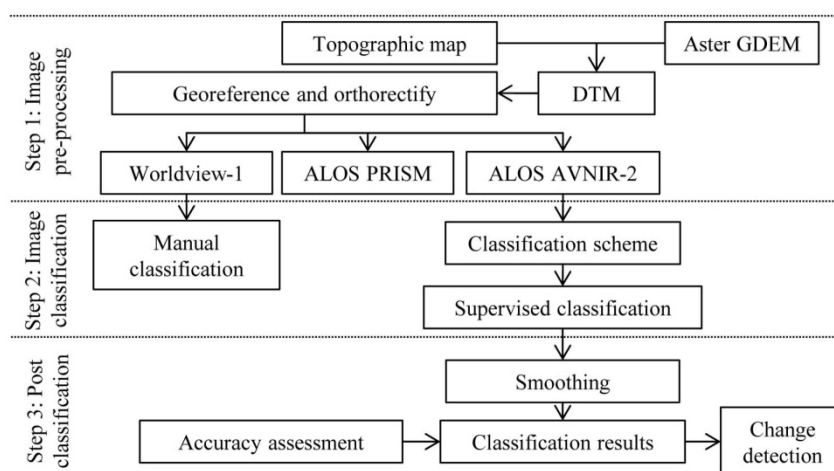 Step 1: Image
pre-processing
Topographic map
Aster GDEM
Georeference and orthorectify
DTM
Worldview-1
ALOS PRISM
ALOS AVNIR-2
Step 2: Image
classification
Manual
classification
Classification scheme
Supervised classification
Step 3: Post
classification
Smoothing
Accuracy assessment
Classification results
Change
detection